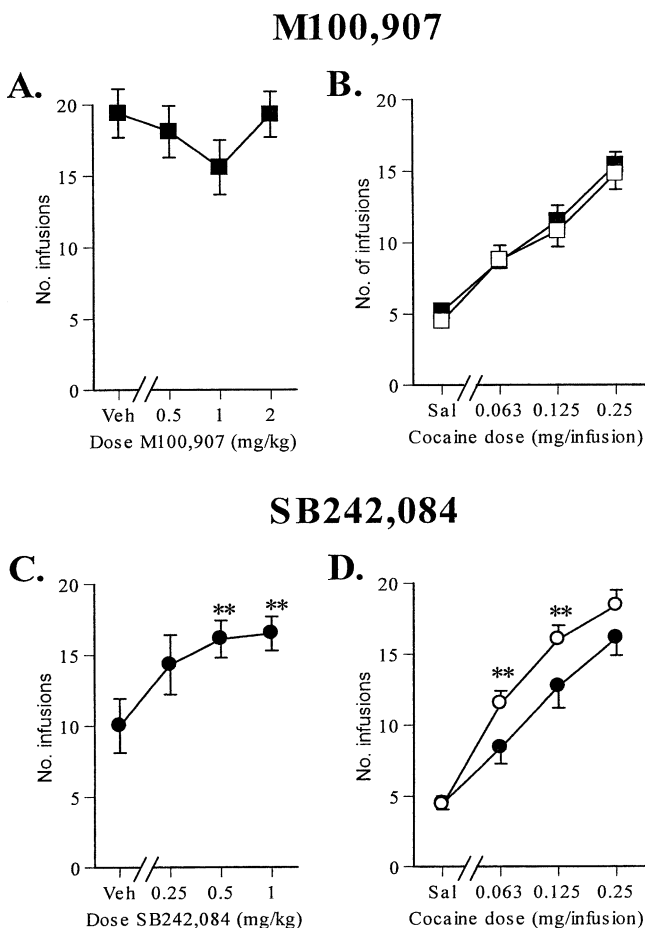 M100,907
A.
B.
20
15
10
5
0
No. infusions
Veh 0.5 1 2
Dose M100,907 (mg/kg)
20
15
10
5
0
No. of infusions
Sal 0.063 0.125 0.25
Cocaine dose (mg/infusion)
SB242,084
C.
D.
20
15
10
5
0
No. infusions
** **
Veh 0.25 0.5 1
Dose SB242,084 (mg/kg)
20
15
10
5
0
No. infusions
** **
Sal 0.063 0.125 0.25
Cocaine dose (mg/infusion)